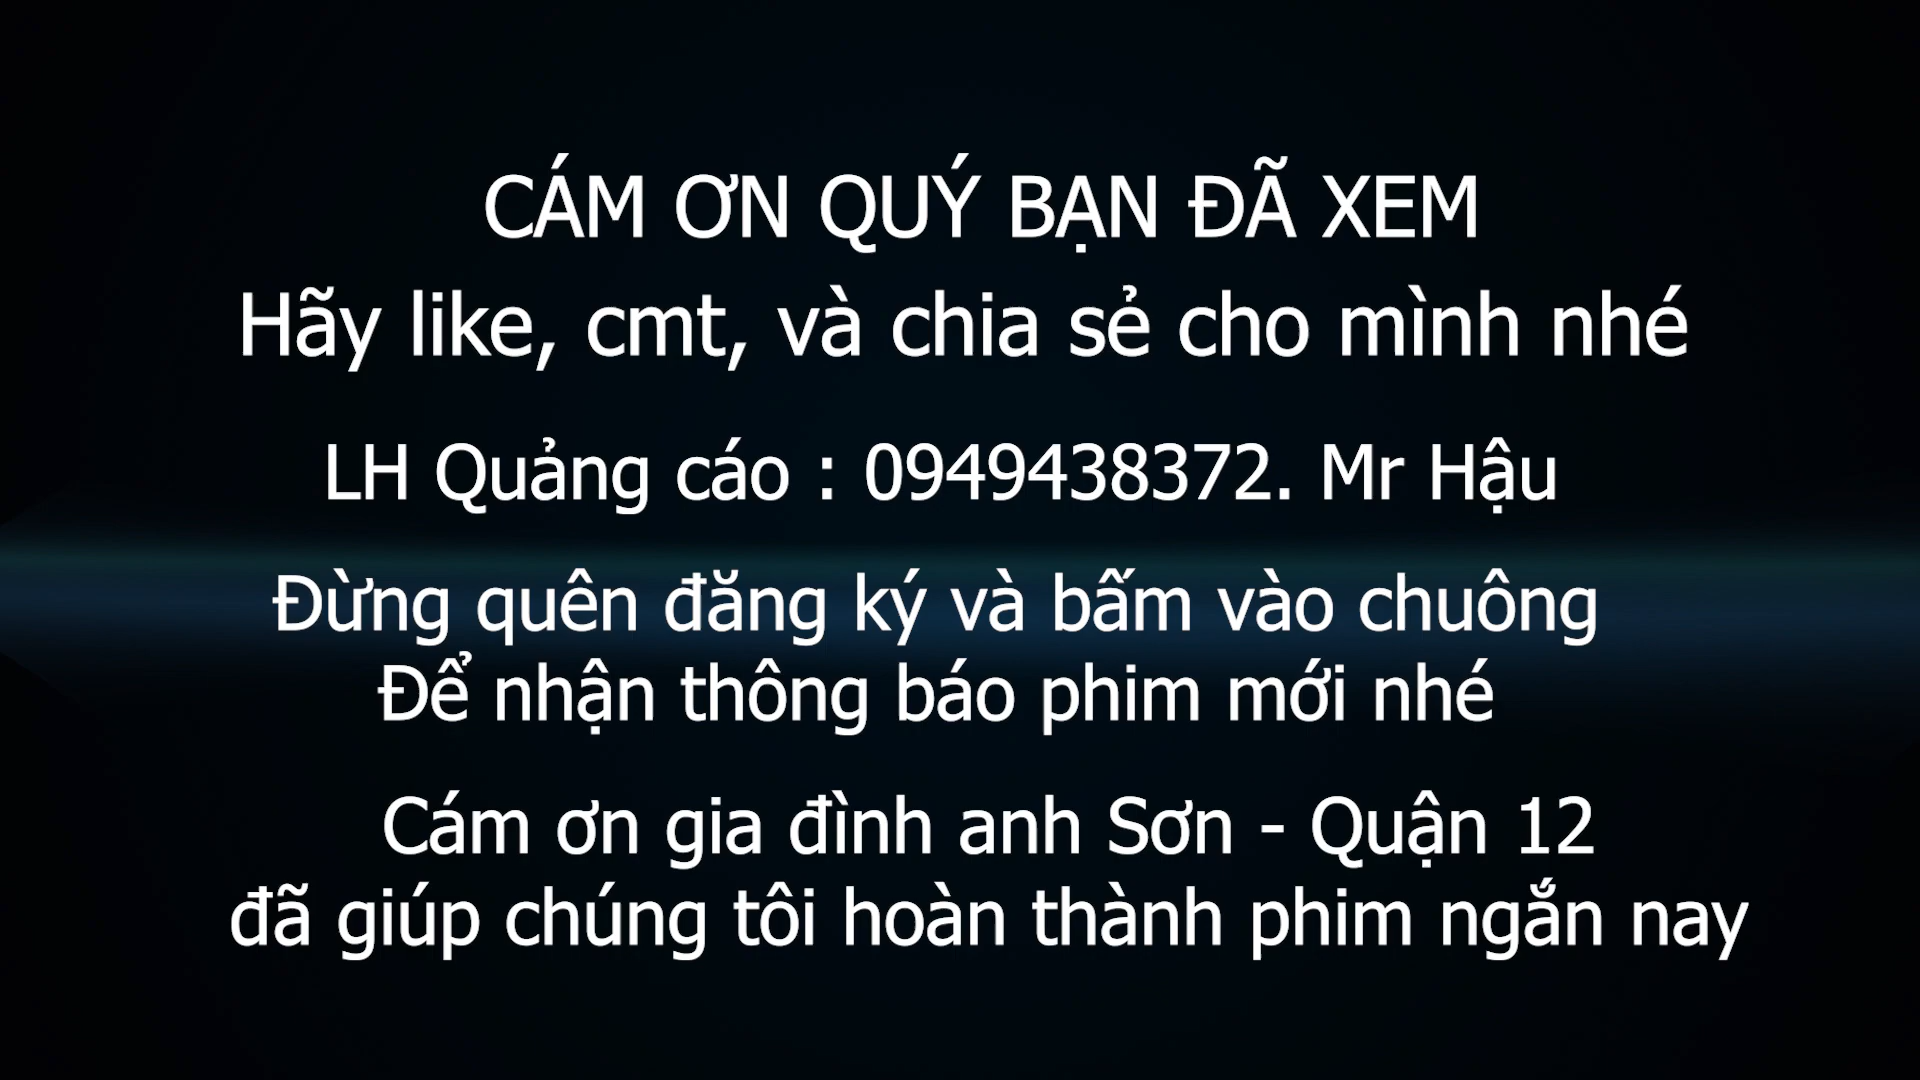 CÁM ƠN QUÝ BẠN ĐÃ XEM
Hãy like, cmt, và chia sẻ cho mình nhé
LH Quảng cáo : 0949438372. Mr Hậu
Đừng quên đăng ký và bấm vào chuông
Để nhận thông báo phim mới nhé
Cám ơn gia đình anh Sơn - Quận 12
đã giúp chúng tôi hoàn thành phim ngắn nay